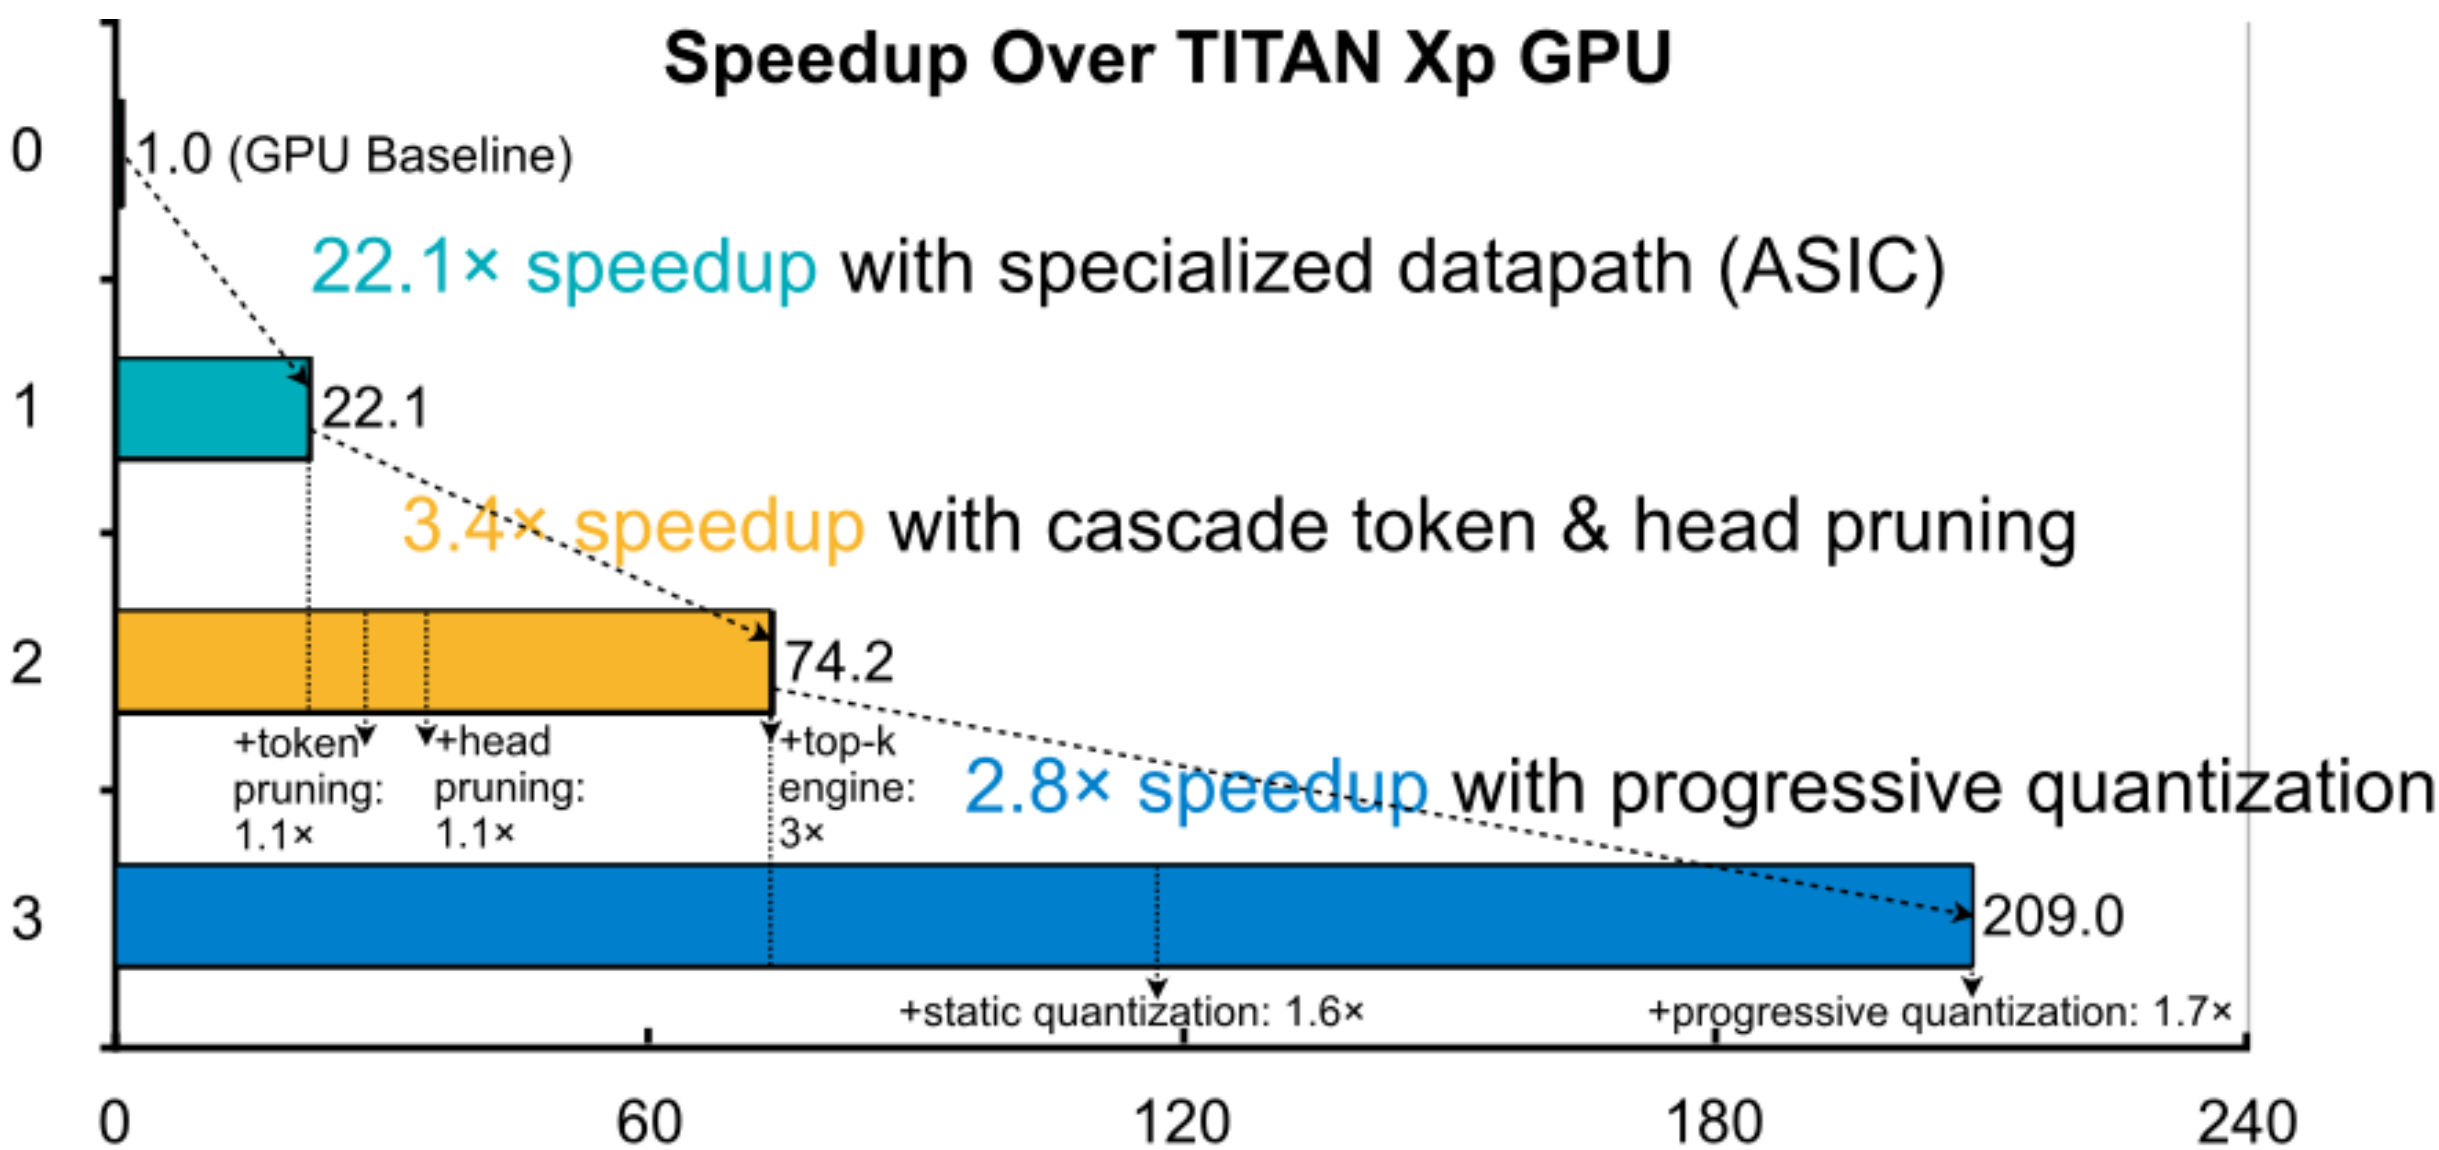 Speedup Over TITAN Xp GPU
0
1.0 (GPU Baseline)
22.1× speedup with specialized datapath (ASIC)
1
22.1
3.4× speedup with cascade token & head pruning
2
74.2
+token
pruning:
1.1×
+head
pruning:
1.1×
+top-k
engine:
3×
2.8× speedup with progressive quantization
3
209.0
+static quantization: 1.6×
+progressive quantization: 1.7×
0 60 120 180 240